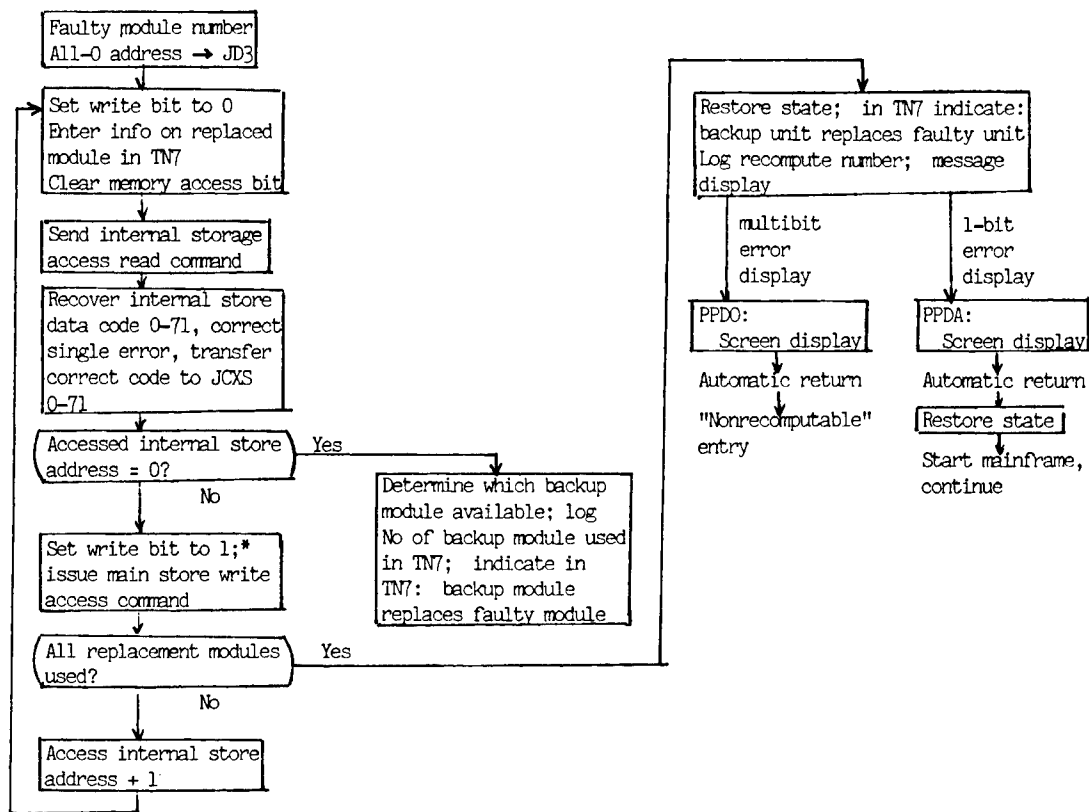 Faulty module number
All-0 address → JD3
Set write bit to 0
Enter info on replaced
module in TN7
Clear memory access bit
Send internal storage
access read command
Recover internal store
data code 0-71, correct
single error, transfer
correct code to JCXS
0-71
Accessed internal store
address = 0?
Yes
No
Determine which backup
module available; log
No of backup module used
in TN7; indicate in
TN7: backup module
replaces faulty module
Set write bit to 1;*
issue main store write
access command
All replacement modules
used?
Yes
No
Access internal store
address + 1
Restore state; in TN7 indicate:
backup unit replaces faulty unit
Log recompute number; message
display
multibit
error
display
1-bit
error
display
PPDO:
Screen display
PPDA:
Screen display
Automatic return
Automatic return
"Nonrecomputable"
entry
Restore state
Start mainframe,
continue